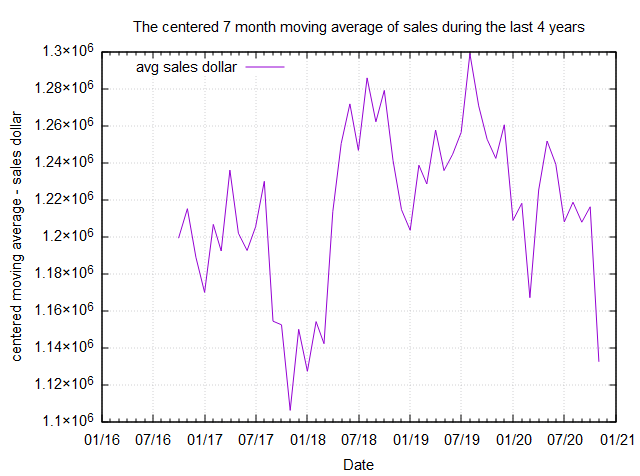 The centered 7 month moving average of sales during the last 4 years
avg sales dollar
1.3×10⁶
1.28×10⁶
1.26×10⁶
1.24×10⁶
1.22×10⁶
1.2×10⁶
1.18×10⁶
1.16×10⁶
1.14×10⁶
1.12×10⁶
1.1×10⁶
centered moving average - sales dollar
01/16 07/16 01/17 07/17 01/18 07/18 01/19 07/19 01/20 07/20 01/21
Date